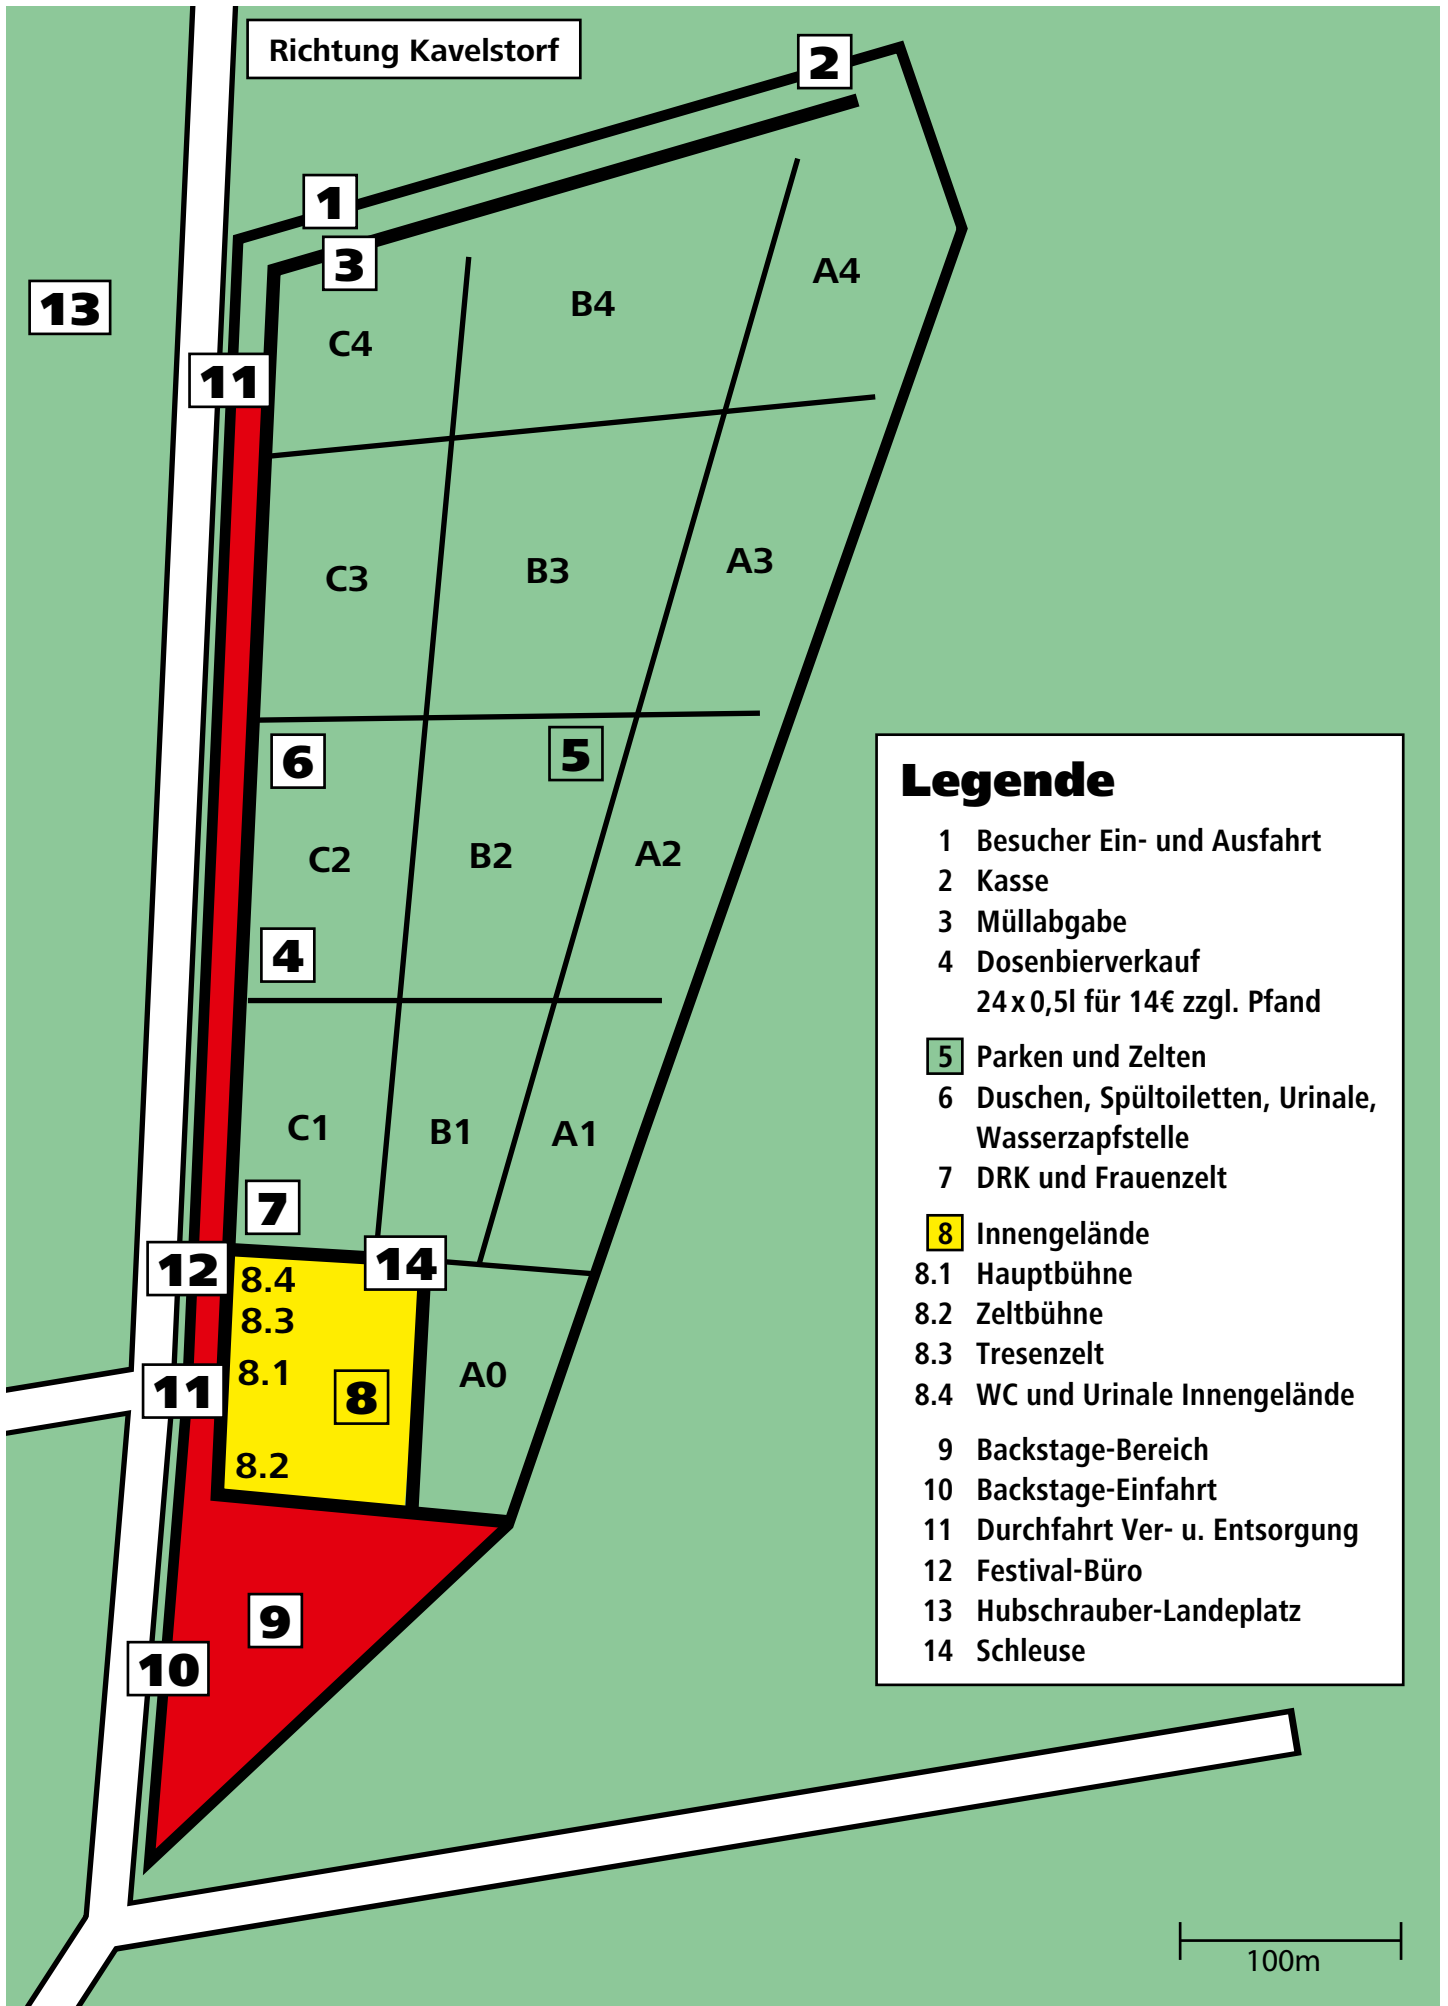 Richtung Kavelstorf
2
1
3
13
A4
B4
C4
11
A3
B3
C3
5
6
C2
B2
A2
4
C1
B1
A1
7
14
12
8.4
8.3
8.1
8
A0
11
8.2
9
10
Legende
1 Besucher Ein- und Ausfahrt
2 Kasse
3 Müllabgabe
4 Dosenbierverkauf
24 x 0,5l für 14€ zzgl. Pfand
5 Parken und Zelten
6 Duschen, Spültoiletten, Urinale,
Wasserzapfstelle
7 DRK und Frauenzelt
8 Innengelände
8.1 Hauptbühne
8.2 Zeltbühne
8.3 Tresenzelt
8.4 WC und Urinale Innengelände
9 Backstage-Bereich
10 Backstage-Einfahrt
11 Durchfahrt Ver- u. Entsorgung
12 Festival-Büro
13 Hubschrauber-Landeplatz
14 Schleuse
100m